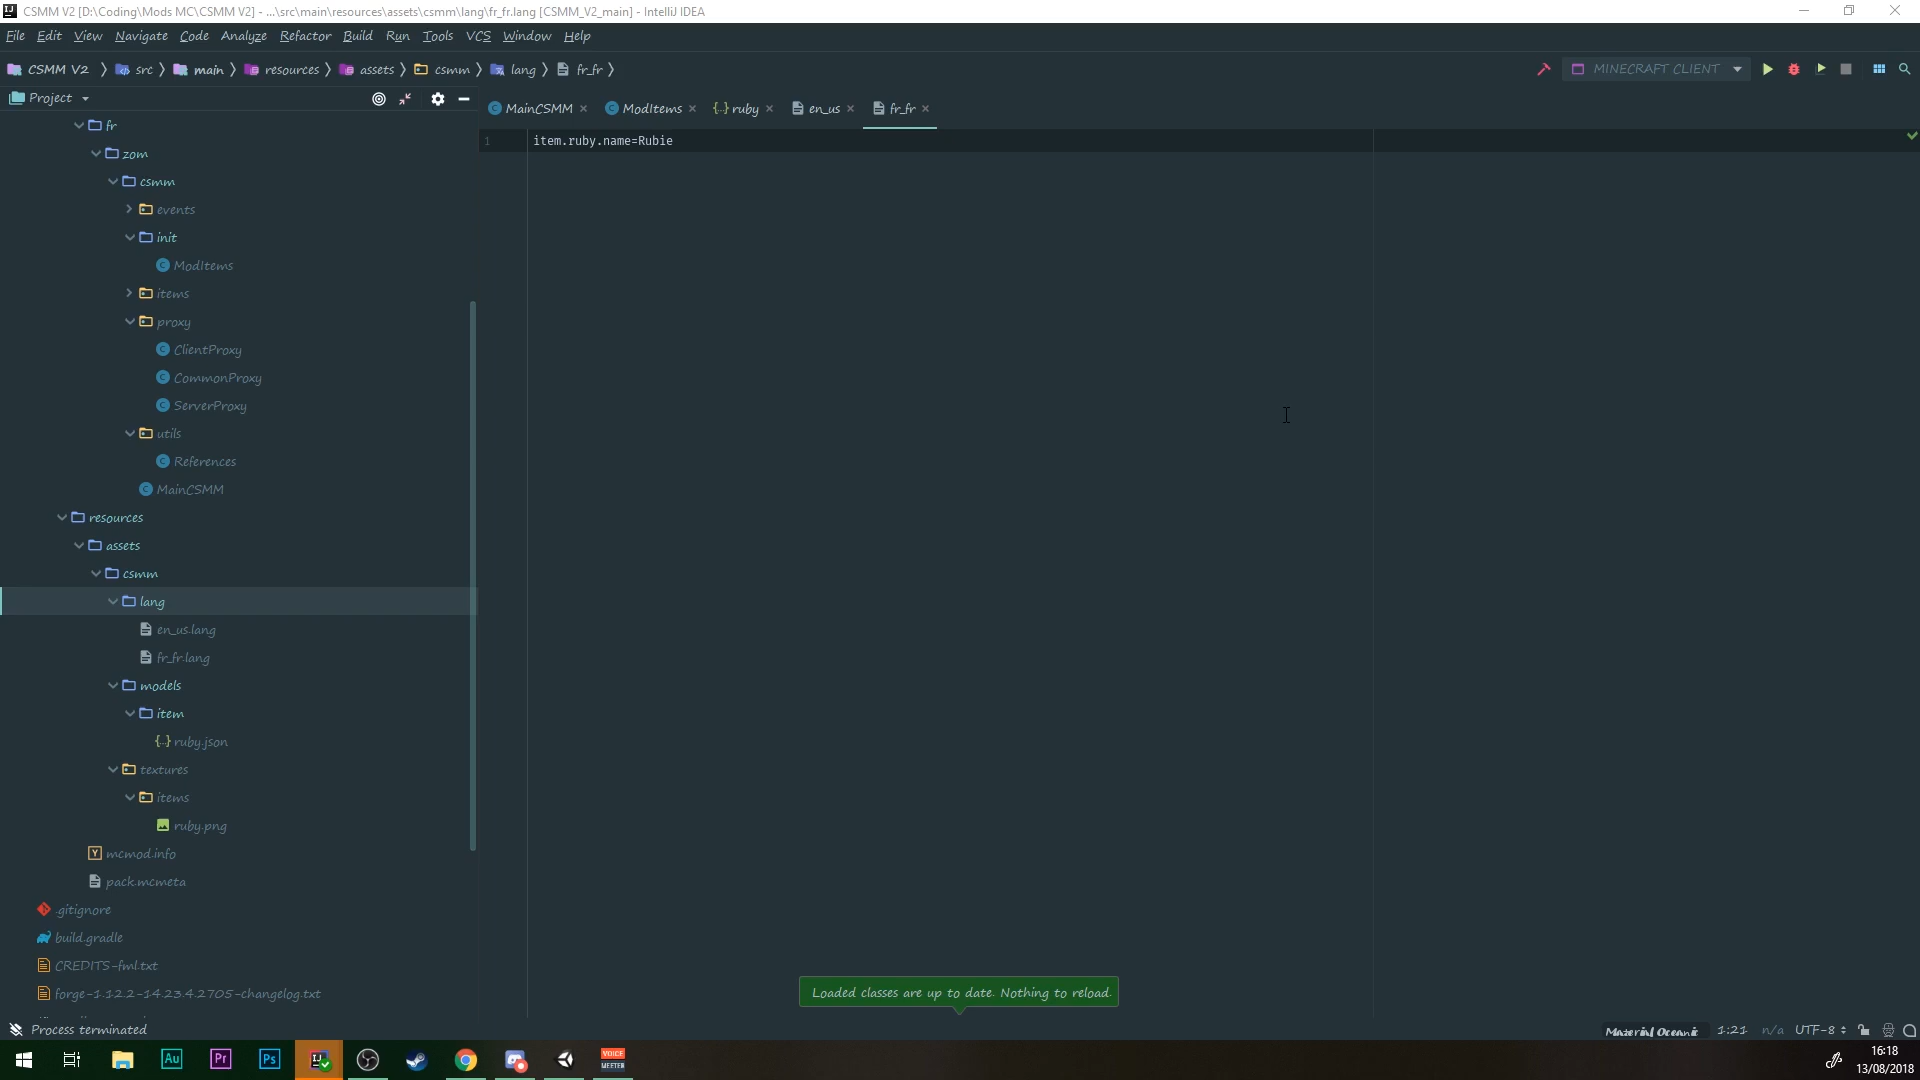 CSMM V2 [D:\Coding\Mods MC\CSMM V2] - ...\src\main\resources\assets\csmm\lang\fr_fr.lang [CSMM_V2_main] - IntelliJ IDEA
File Edit View Navigate Code Analyze Refactor Build Run Tools VCS Window Help
CSMM V2 src main resources assets csmm lang fr_fr MINECRAFT CLIENT
Project
MainCSMM ModItems ruby en_us fr_fr
1 item.ruby.name=Rubie
fr
zom
csmm
events
init
ModItems
items
proxy
ClientProxy
CommonProxy
ServerProxy
utils
References
MainCSMM
resources
assets
csmm
lang
en_us.lang
fr_fr.lang
models
item
ruby.json
textures
items
ruby.png
mcmod.info
pack.mcmeta
.gitignore
build.gradle
CREDITS-fml.txt
forge-1.12.2-14.23.4.2705-changelog.txt
Loaded classes are up to date. Nothing to reload.
Process terminated
Material Oceanic 1:21 n/a UTF-8
Au Pr Ps VOICE MEETER
16:18
13/08/2018